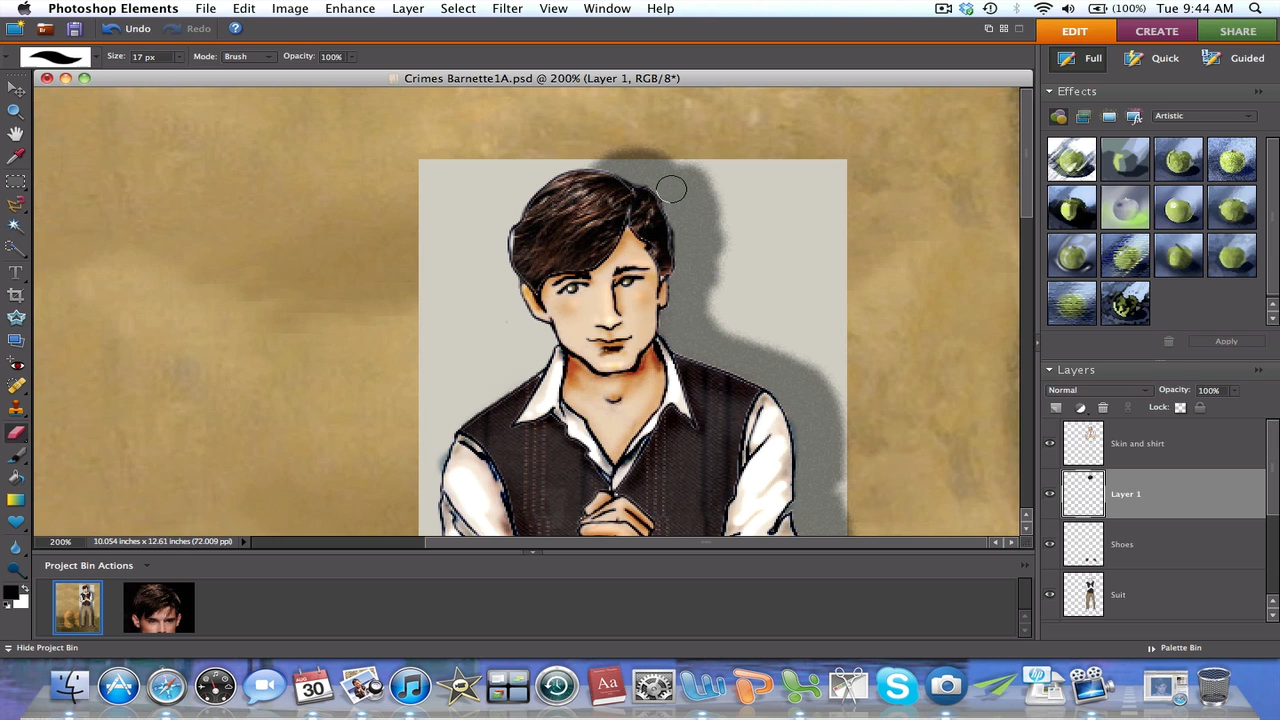 Photoshop Elements File Edit Image Enhance Layer Select Filter View Window Help (100%) Tue 9:44 AM
Undo Redo EDIT CREATE SHARE
Size: 17 px Mode: Brush Opacity: 100% Full Quick Guided
Crimes Barnette1A.psd @ 200% (Layer 1, RGB/8*)
Effects
Artistic
Apply
Layers
Normal Opacity: 100%
Lock:
Skin and shirt
Layer 1
Shoes
Suit
200% 10.054 inches x 12.61 inches (72.009 ppi)
Project Bin Actions
Hide Project Bin Palette Bin
AUG
30
Aa
HP